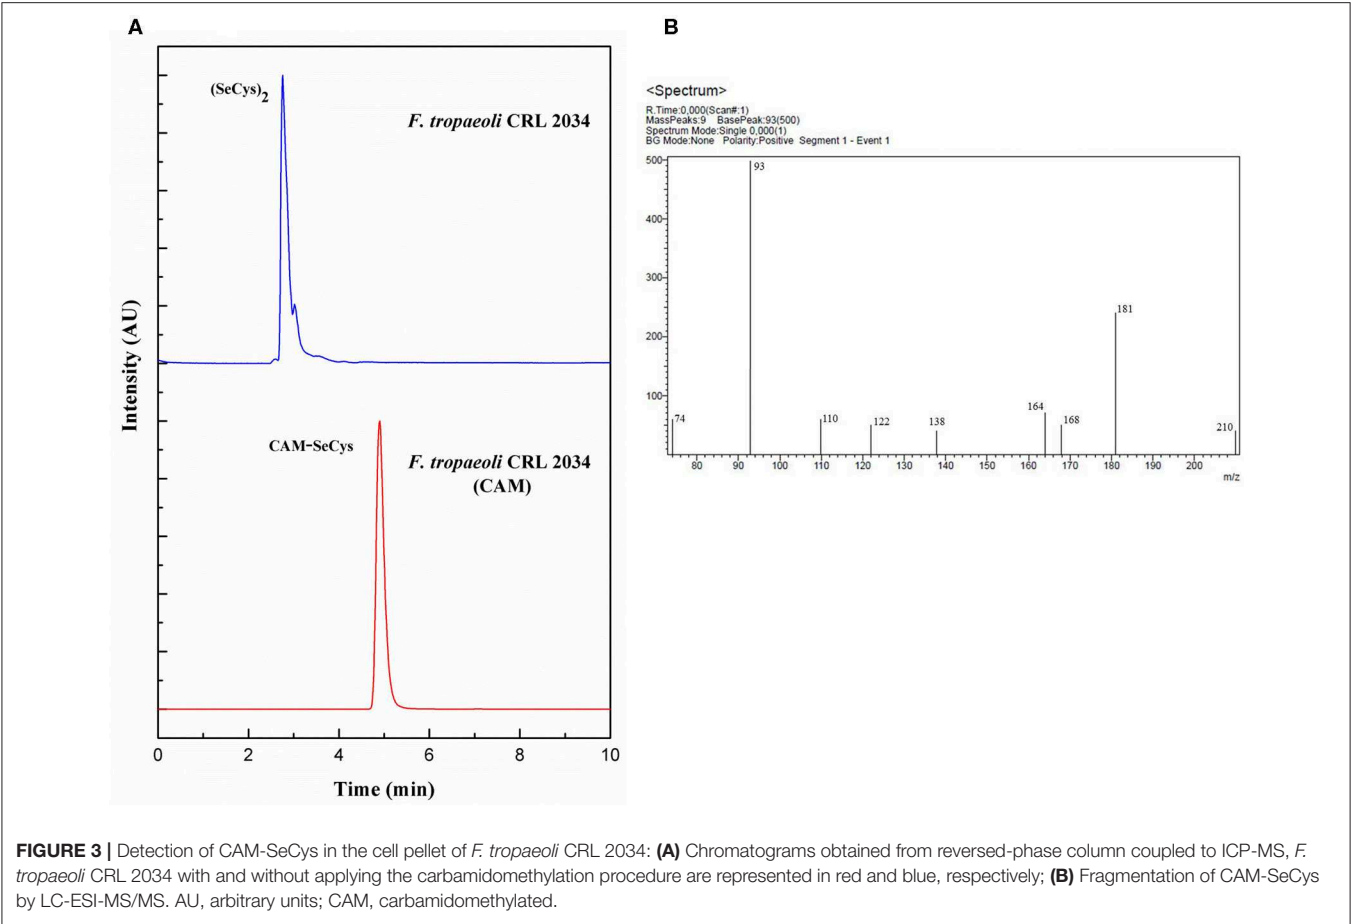 A
(SeCys)2
F. tropaeoli CRL 2034
CAM-SeCys
F. tropaeoli CRL 2034
(CAM)
Intensity (AU)
0 2 4 6 8 10
Time (min)
B
<Spectrum>
R.Time:0,000(Scan#:1)
MassPeaks:9 BasePeak:93(500)
Spectrum Mode:Single 0,000(1)
BG Mode:None Polarity:Positive Segment 1 - Event 1
500
400
300
200
100
93
181
74
110
122
138
164
168
210
80 90 100 110 120 130 140 150 160 170 180 190 200
m/z
FIGURE 3 | Detection of CAM-SeCys in the cell pellet of F. tropaeoli CRL 2034: (A) Chromatograms obtained from reversed-phase column coupled to ICP-MS, F.
tropaeoli CRL 2034 with and without applying the carbamidomethylation procedure are represented in red and blue, respectively; (B) Fragmentation of CAM-SeCys
by LC-ESI-MS/MS. AU, arbitrary units; CAM, carbamidomethylated.